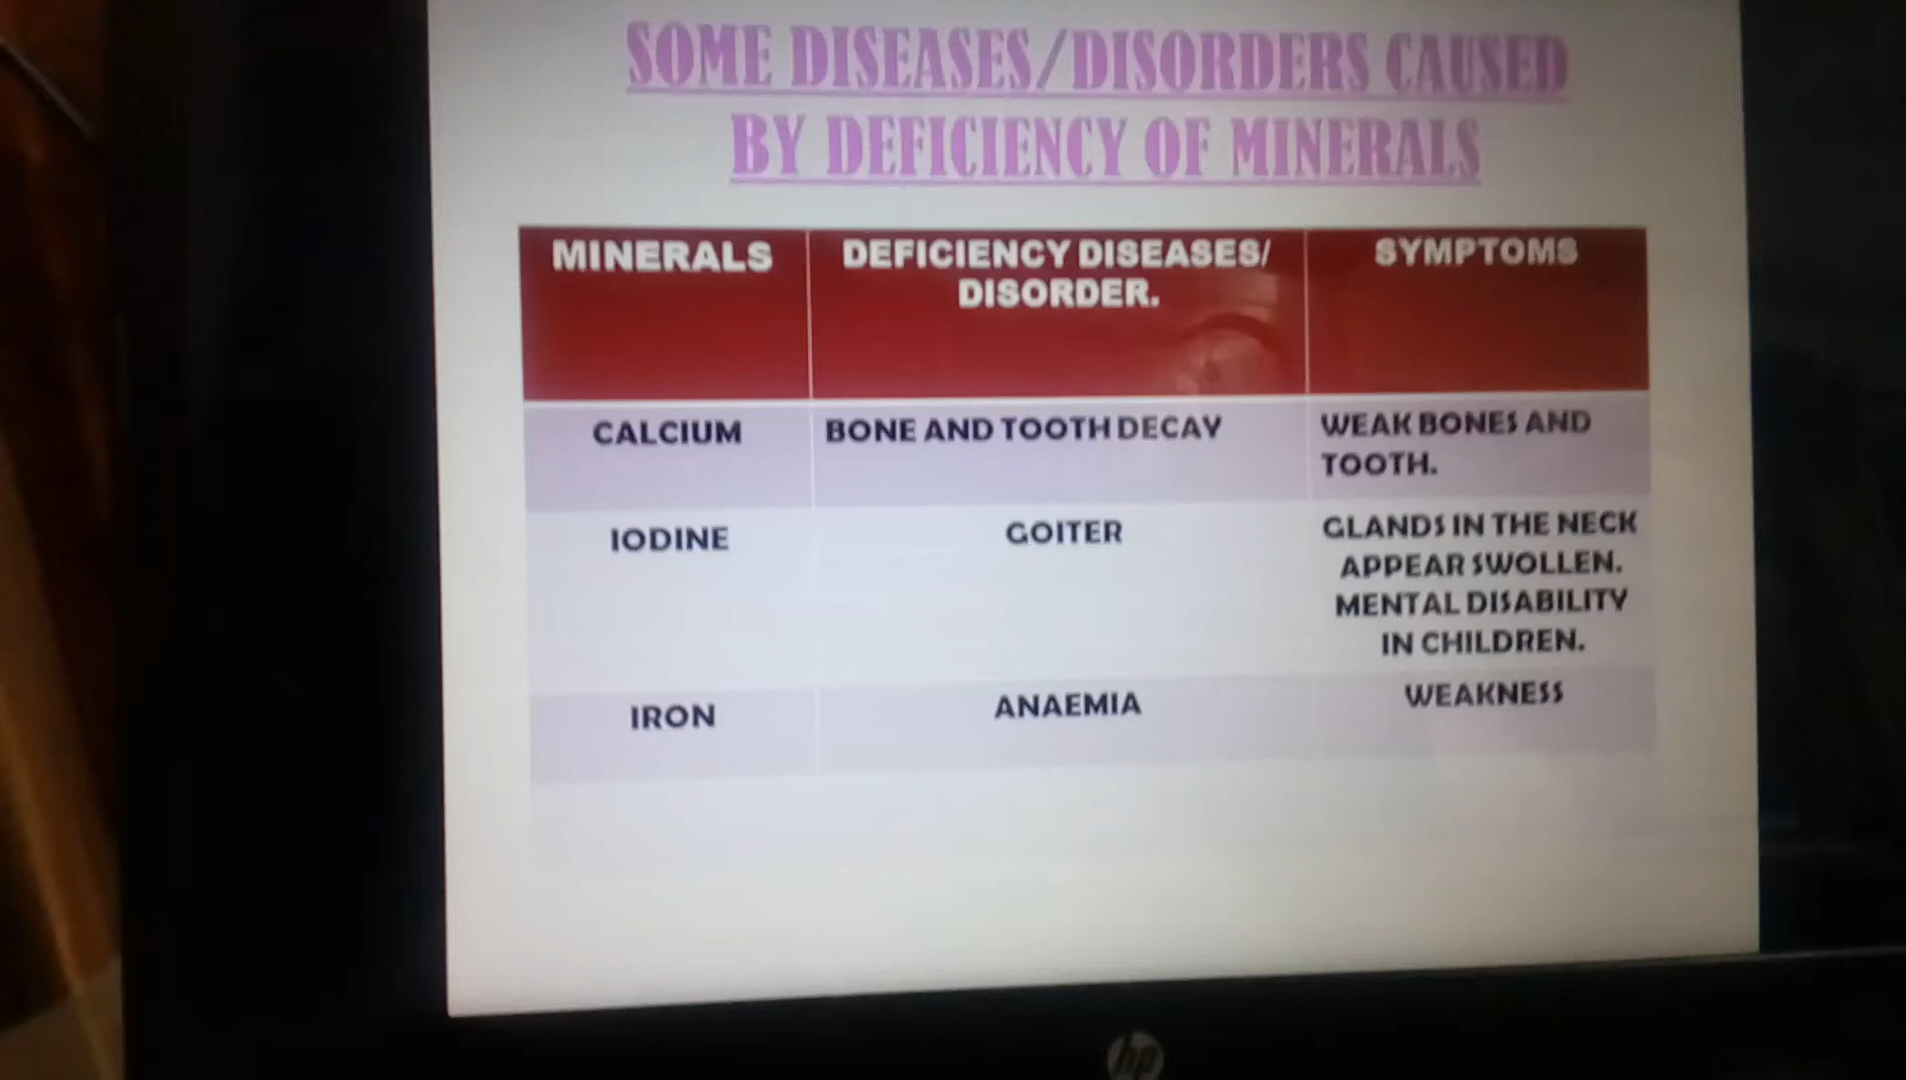 SOME DISEASES/DISORDERS CAUSED
BY DEFICIENCY OF MINERALS
MINERALS
DEFICIENCY DISEASES/
DISORDER.
SYMPTOMS
CALCIUM
BONE AND TOOTH DECAY
WEAK BONES AND
TOOTH.
IODINE
GOITER
GLANDS IN THE NECK
APPEAR SWOLLEN.
MENTAL DISABILITY
IN CHILDREN.
IRON
ANAEMIA
WEAKNESS
hp